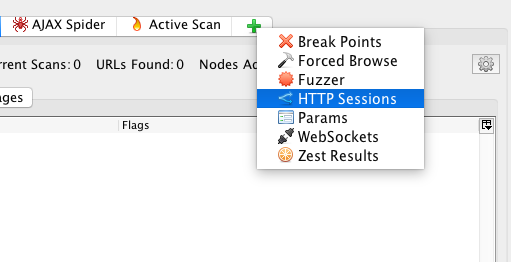 AJAX Spider Active Scan
Break Points
rrent Scans: 0 URLs Found: 0 Nodes Ad
Forced Browse
Fuzzer
ages
HTTP Sessions
Params
Flags
WebSockets
Zest Results